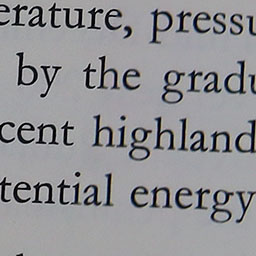 erature, pressu
by the gradu
cent highland
tential energy